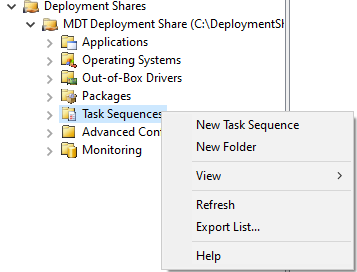 Deployment Shares
MDT Deployment Share (C:\DeploymentSh
Applications
Operating Systems
Out-of-Box Drivers
Packages
Task Sequences
Advanced Con
Monitoring
New Task Sequence
New Folder
View
Refresh
Export List...
Help